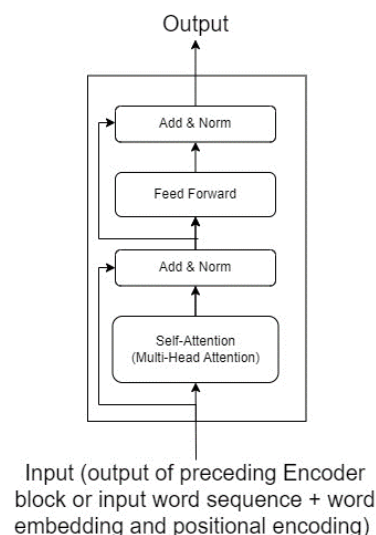 Output
Add & Norm
Feed Forward
Add & Norm
Self-Attention
(Multi-Head Attention)
Input (output of preceding Encoder
block or input word sequence + word
embedding and positional encoding)